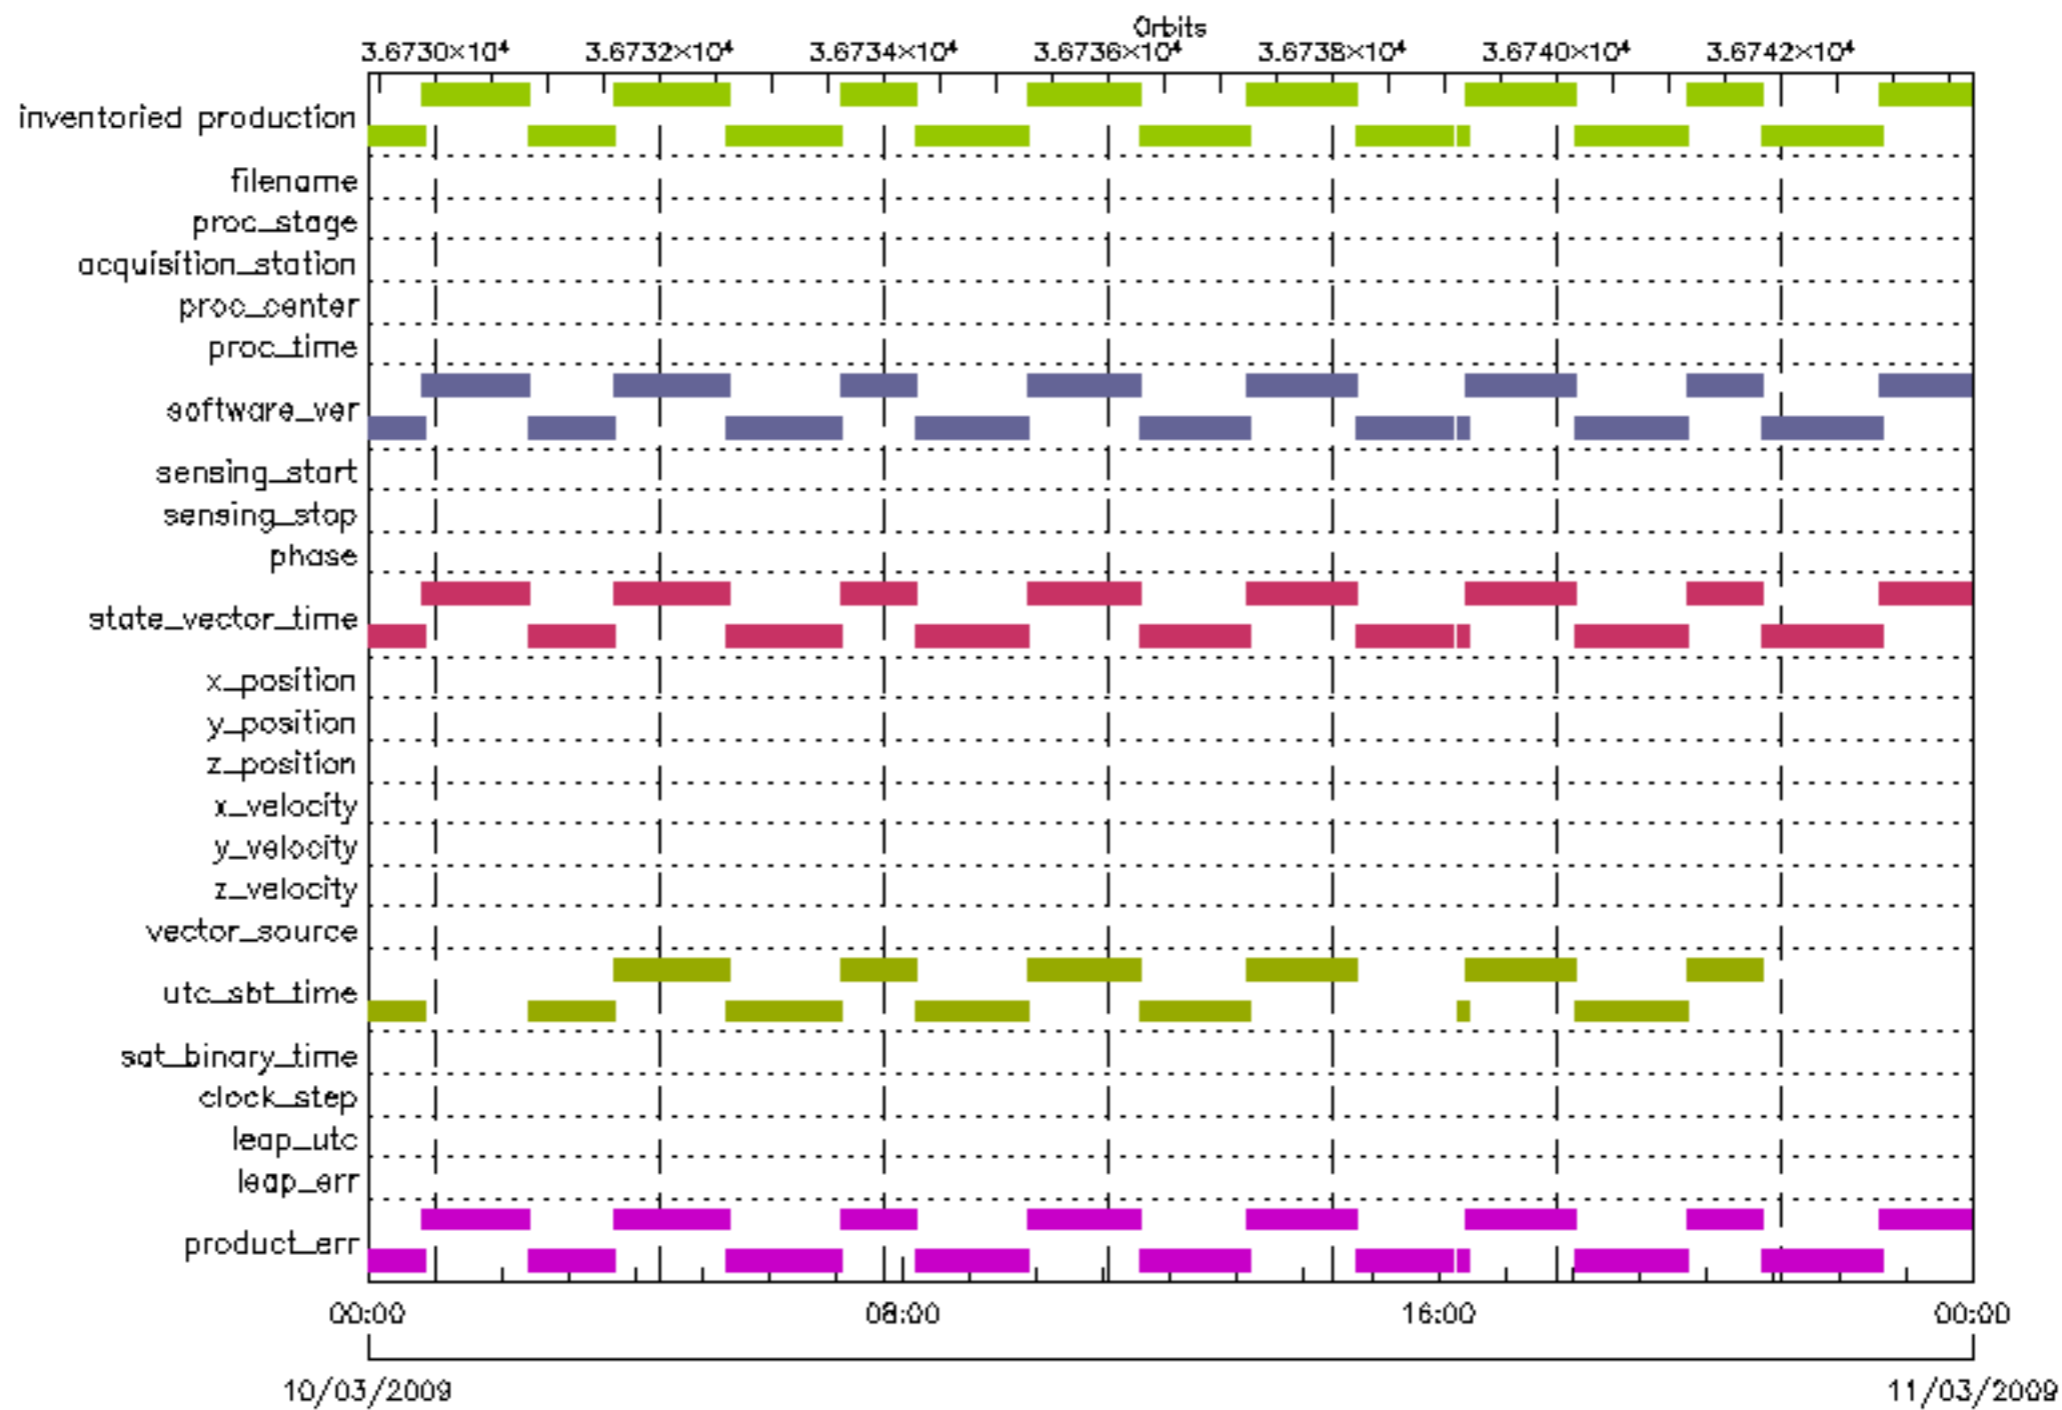 Orbits
3.6730×10⁴ 3.6732×10⁴ 3.6734×10⁴ 3.6736×10⁴ 3.6738×10⁴ 3.6740×10⁴ 3.6742×10⁴
inventoried production
filename
proc_stage
acquisition_station
proc_center
proc_time
software_ver
sensing_start
sensing_stop
phase
state_vector_time
x_position
y_position
z_position
x_velocity
y_velocity
z_velocity
vector_source
utc_sbt_time
sat_binary_time
clock_step
leap_utc
leap_err
product_err
00:00 08:00 16:00 00:00
10/03/2009 11/03/2009